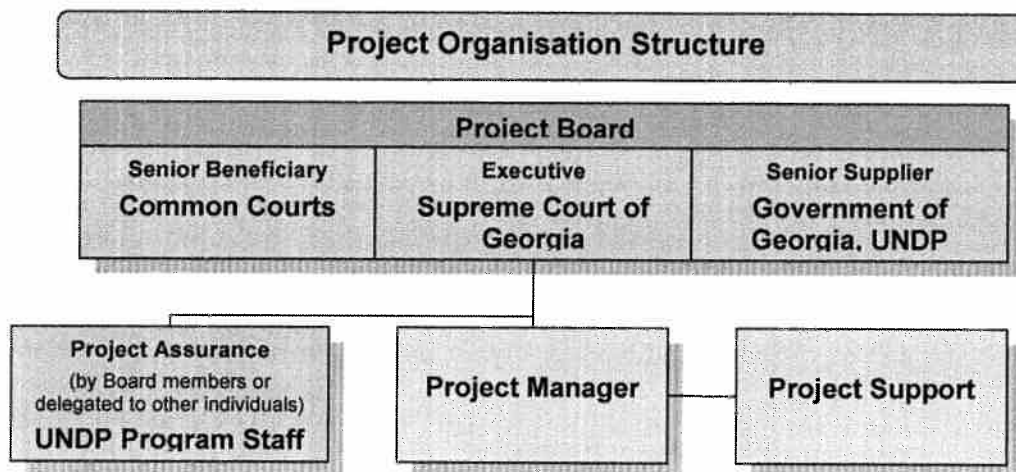 Project Organisation Structure
Project Board
Senior Beneficiary
Common Courts
Executive
Supreme Court of
Georgia
Senior Supplier
Government of
Georgia. UNDP
Project Assurance
(by Board members or
delegated to other individuals)
UNDP Program Staff
Project Manager
Project Support